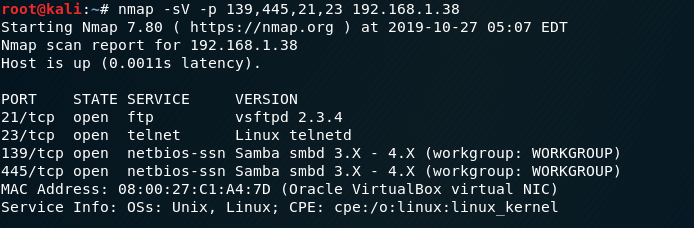 root@kali:~# nmap -sV -p 139,445,21,23 192.168.1.38
Starting Nmap 7.80 ( https://nmap.org ) at 2019-10-27 05:07 EDT
Nmap scan report for 192.168.1.38
Host is up (0.0011s latency).
PORT    STATE SERVICE     VERSION
21/tcp  open  ftp         vsftpd 2.3.4
23/tcp  open  telnet      Linux telnetd
139/tcp open  netbios-ssn Samba smbd 3.X - 4.X (workgroup: WORKGROUP)
445/tcp open  netbios-ssn Samba smbd 3.X - 4.X (workgroup: WORKGROUP)
MAC Address: 08:00:27:C1:A4:7D (Oracle VirtualBox virtual NIC)
Service Info: OSs: Unix, Linux; CPE: cpe:/o:linux:linux_kernel